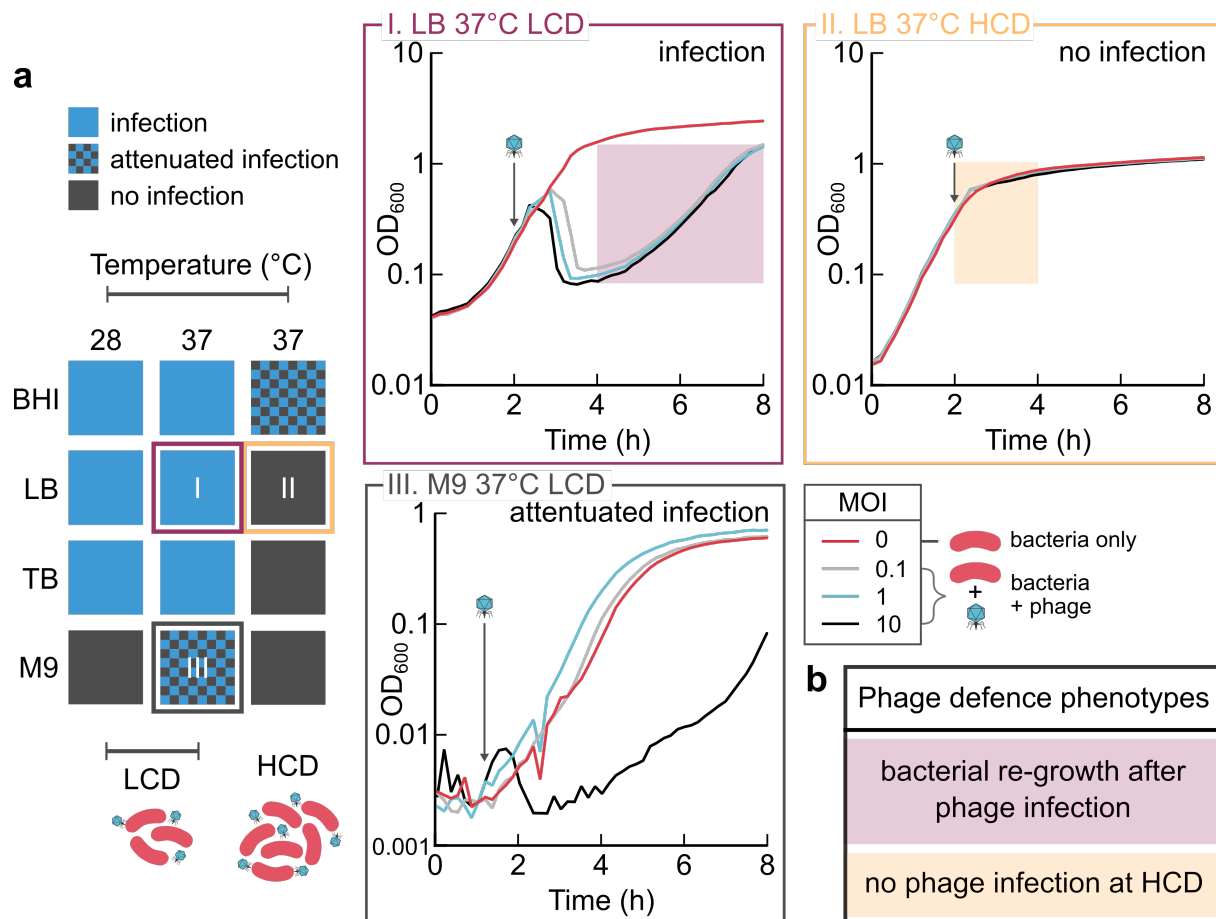 a
infection
attenuated infection
no infection
Temperature (°C)
28 37 37
BHI
LB I II
TB
M9 III
LCD HCD
I. LB 37°C LCD
infection
10
1
0.1
0.01
OD600
0 2 4 6 8
Time (h)
II. LB 37°C HCD
no infection
10
1
0.1
0.01
OD600
0 2 4 6 8
Time (h)
III. M9 37°C LCD
attentuated infection
1
0.1
0.01
0.001
OD600
0 2 4 6 8
Time (h)
MOI
0
0.1
1
10
bacteria only
+
bacteria
+ phage
b
Phage defence phenotypes
bacterial re-growth after
phage infection
no phage infection at HCD